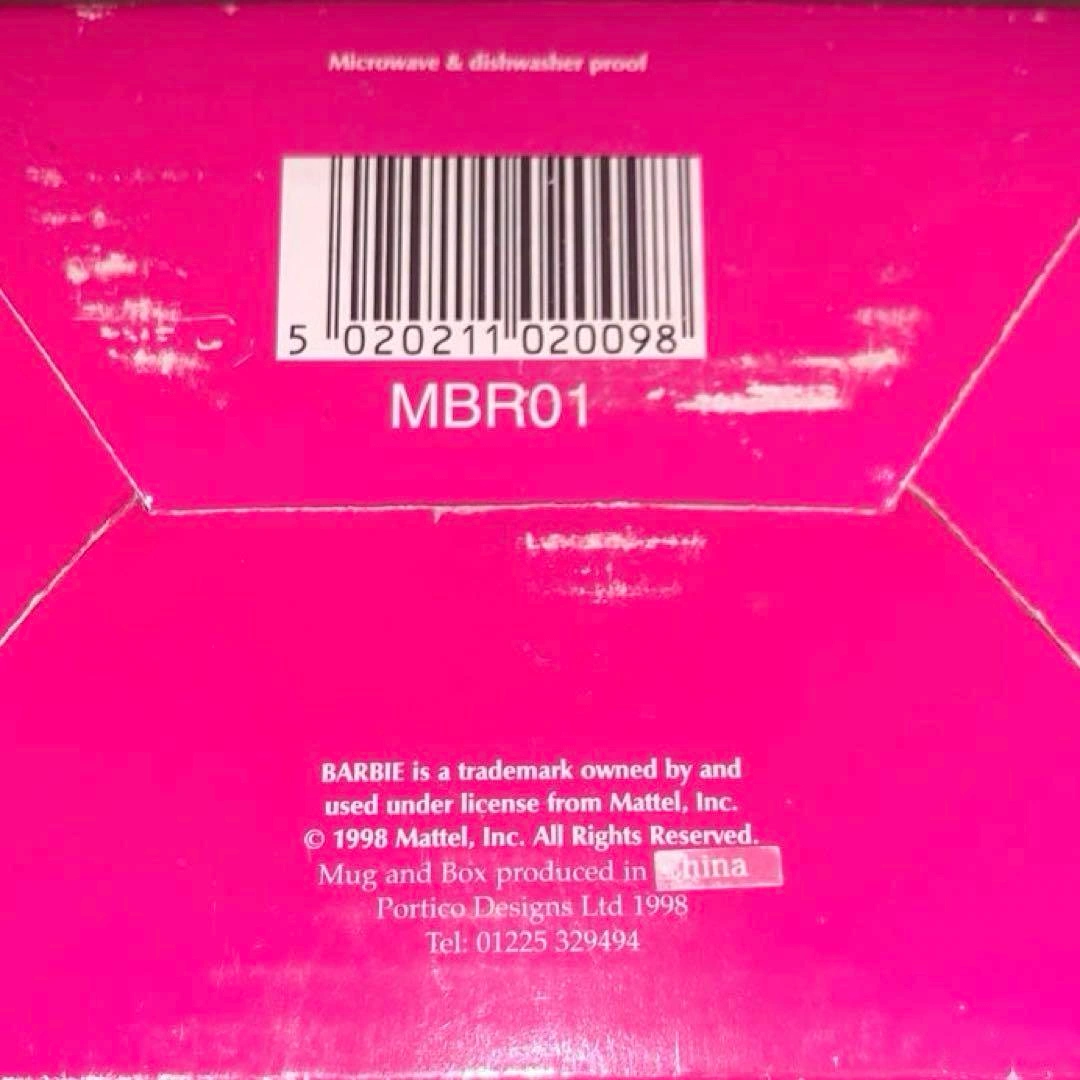 Microwave & dishwasher proof
5 020211 020098
MBR01
BARBIE is a trademark owned by and
used under license from Mattel, Inc.
© 1998 Mattel, Inc. All Rights Reserved.
Mug and Box produced in China
Portico Designs Ltd 1998
Tel: 01225 329494